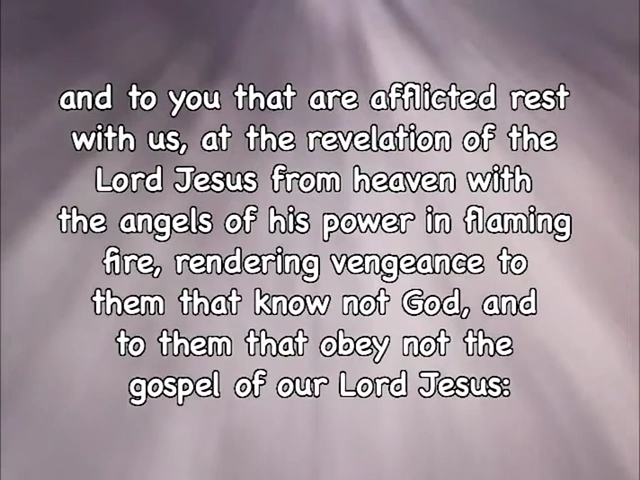 and to you that are afflicted rest
with us, at the revelation of the
Lord Jesus from heaven with
the angels of his power in flaming
fire, rendering vengeance to
them that know not God, and
to them that obey not the
gospel of our Lord Jesus: